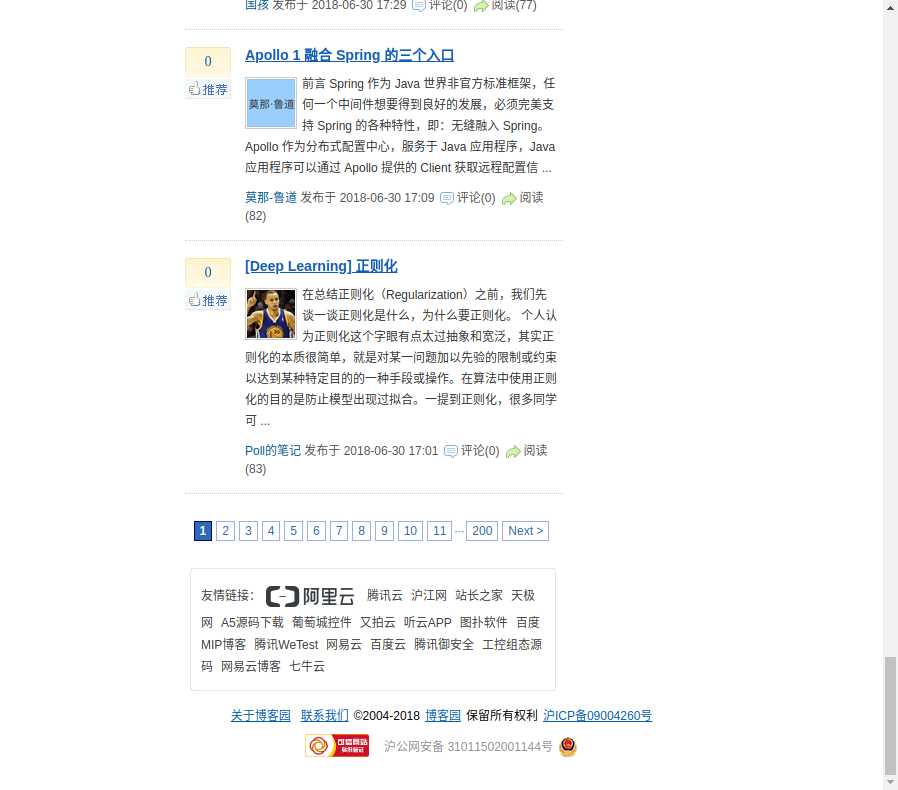 国孩 发布于 2018-06-30 17:29 评论(0) 阅读(77)
0
推荐
Apollo 1 融合 Spring 的三个入口
莫那·鲁道
前言 Spring 作为 Java 世界非官方标准框架，任
何一个中间件想要得到良好的发展，必须完美支
持 Spring 的各种特性，即：无缝融入 Spring。
Apollo 作为分布式配置中心，服务于 Java 应用程序，Java
应用程序可以通过 Apollo 提供的 Client 获取远程配置信 ...
莫那-鲁道 发布于 2018-06-30 17:09 评论(0) 阅读
(82)
0
推荐
[Deep Learning] 正则化
在总结正则化（Regularization）之前，我们先
谈一谈正则化是什么，为什么要正则化。 个人认
为正则化这个字眼有点太过抽象和宽泛，其实正
则化的本质很简单，就是对某一问题加以先验的限制或约束
以达到某种特定目的的一种手段或操作。在算法中使用正则
化的目的是防止模型出现过拟合。一提到正则化，很多同学
可 ...
Poll的笔记 发布于 2018-06-30 17:01 评论(0) 阅读
(83)
1 2 3 4 5 6 7 8 9 10 11 ··· 200 Next >
友情链接： 阿里云 腾讯云 沪江网 站长之家 天极
网 A5源码下载 葡萄城控件 又拍云 听云APP 图扑软件 百度
MIP博客 腾讯WeTest 网易云 百度云 腾讯御安全 工控组态源
码 网易云博客 七牛云
关于博客园 联系我们 ©2004-2018 博客园 保留所有权利 沪ICP备09004260号
可信网站
身份验证
沪公网安备 31011502001144号